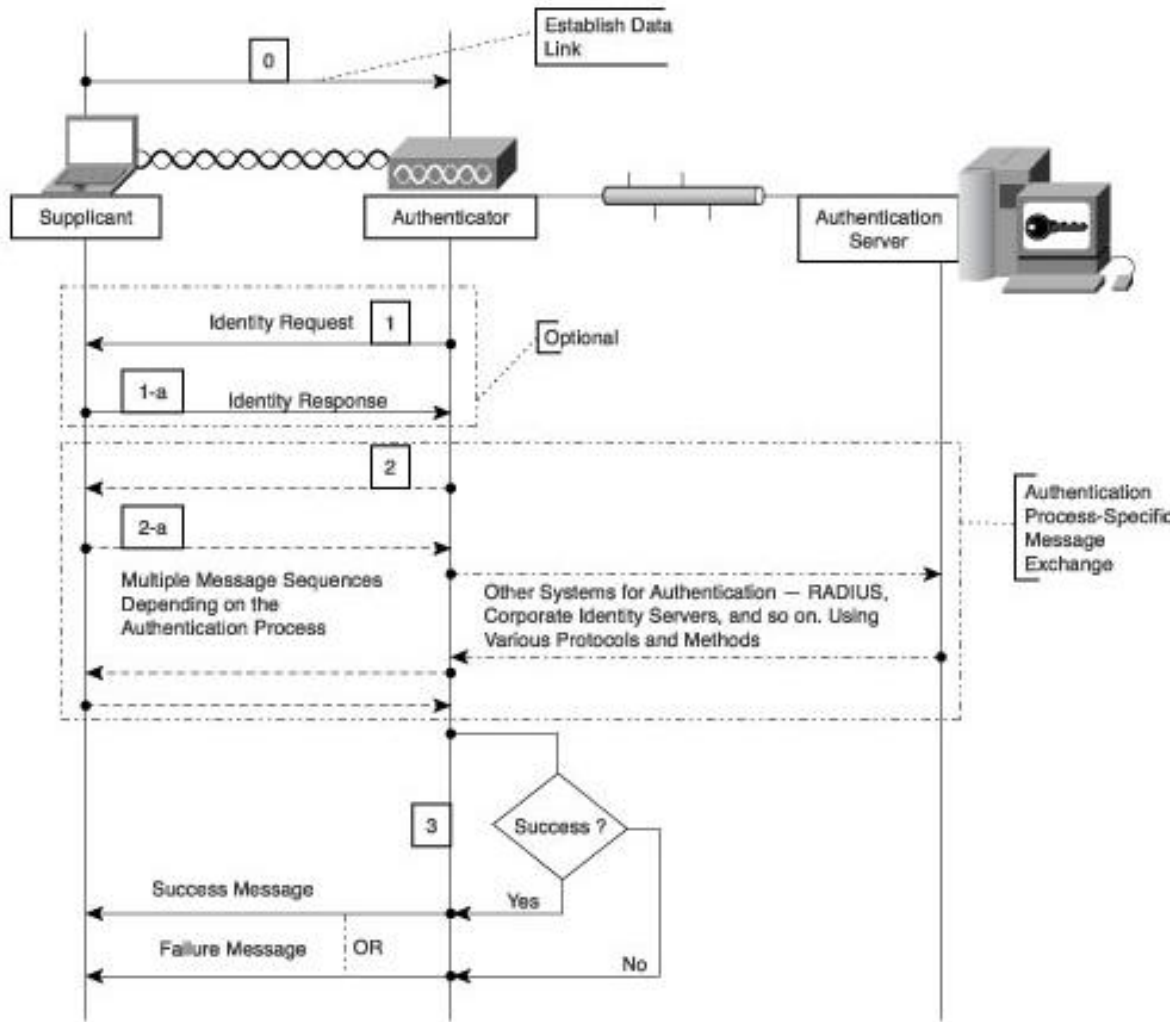 0
Establish Data
Link
Supplicant
Authenticator
Authentication
Server
Identity Request
1
Optional
1-a
Identity Response
2
2-a
Authentication
Process-Specific
Message
Exchange
Multiple Message Sequences
Depending on the
Authentication Process
Other Systems for Authentication — RADIUS,
Corporate Identity Servers, and so on. Using
Various Protocols and Methods
3
Success ?
Success Message
Yes
Failure Message
OR
No